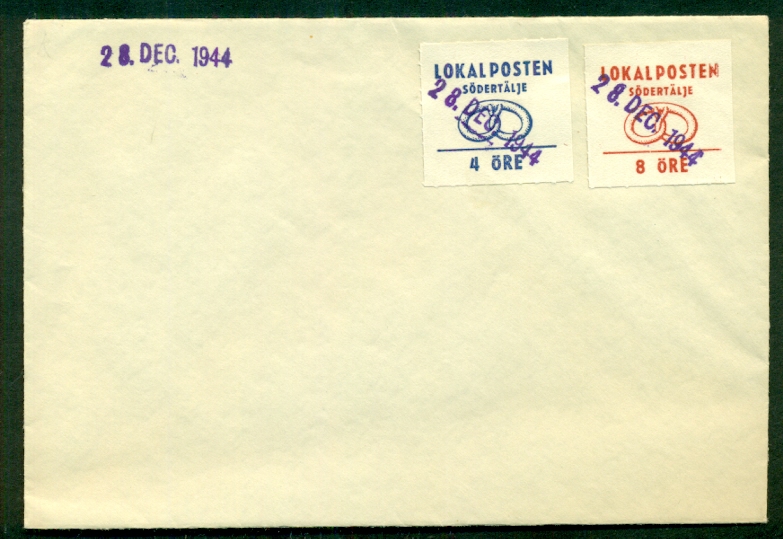 28. DEC. 1944
LOKALPOSTEN
SÖDERTÄLJE
28. DEC. 1944
4 ÖRE
LOKALPOSTEN
SÖDERTÄLJE
28. DEC. 1944
8 ÖRE